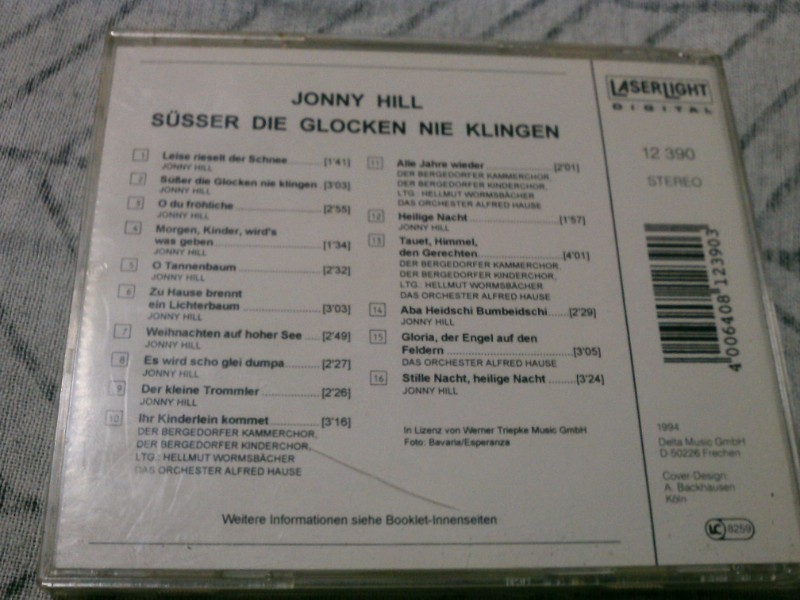 JONNY HILL
SÜSSER DIE GLOCKEN NIE KLINGEN
1 Leise rieselt der Schnee [1'41]
JONNY HILL
2 Süßer die Glocken nie klingen [3'03]
JONNY HILL
3 O du fröhliche [2'55]
JONNY HILL
4 Morgen, Kinder, wird's
was geben [1'34]
JONNY HILL
5 O Tannenbaum [2'32]
JONNY HILL
6 Zu Hause brennt
ein Lichterbaum [3'03]
JONNY HILL
7 Weihnachten auf hoher See [2'49]
JONNY HILL
8 Es wird scho glei dumpa [2'27]
JONNY HILL
9 Der kleine Trommler [2'26]
JONNY HILL
10 Ihr Kinderlein kommet [3'16]
DER BERGEDORFER KAMMERCHOR,
DER BERGEDORFER KINDERCHOR,
LTG.: HELLMUT WORMSBÄCHER
DAS ORCHESTER ALFRED HAUSE
11 Alle Jahre wieder [2'01]
DER BERGEDORFER KAMMERCHOR,
DER BERGEDORFER KINDERCHOR,
LTG.: HELLMUT WORMSBÄCHER
DAS ORCHESTER ALFRED HAUSE
12 Heilige Nacht [1'57]
JONNY HILL
13 Tauet, Himmel,
den Gerechten [4'01]
DER BERGEDORFER KAMMERCHOR,
DER BERGEDORFER KINDERCHOR,
LTG.: HELLMUT WORMSBÄCHER
DAS ORCHESTER ALFRED HAUSE
14 Aba Heidschi Bumbeidschi [2'29]
JONNY HILL
15 Gloria, der Engel auf den
Feldern [3'05]
DAS ORCHESTER ALFRED HAUSE
16 Stille Nacht, heilige Nacht [3'24]
JONNY HILL
In Lizenz von Werner Triepke Music GmbH
Foto: Bavaria/Esperanza
Weitere Informationen siehe Booklet-Innenseiten
LASERLIGHT
DIGITAL
12 390
STEREO
4 006408 123903
1994
Delta Music GmbH
D-50226 Frechen
Cover-Design:
A. Backhausen
Köln
LC 8259